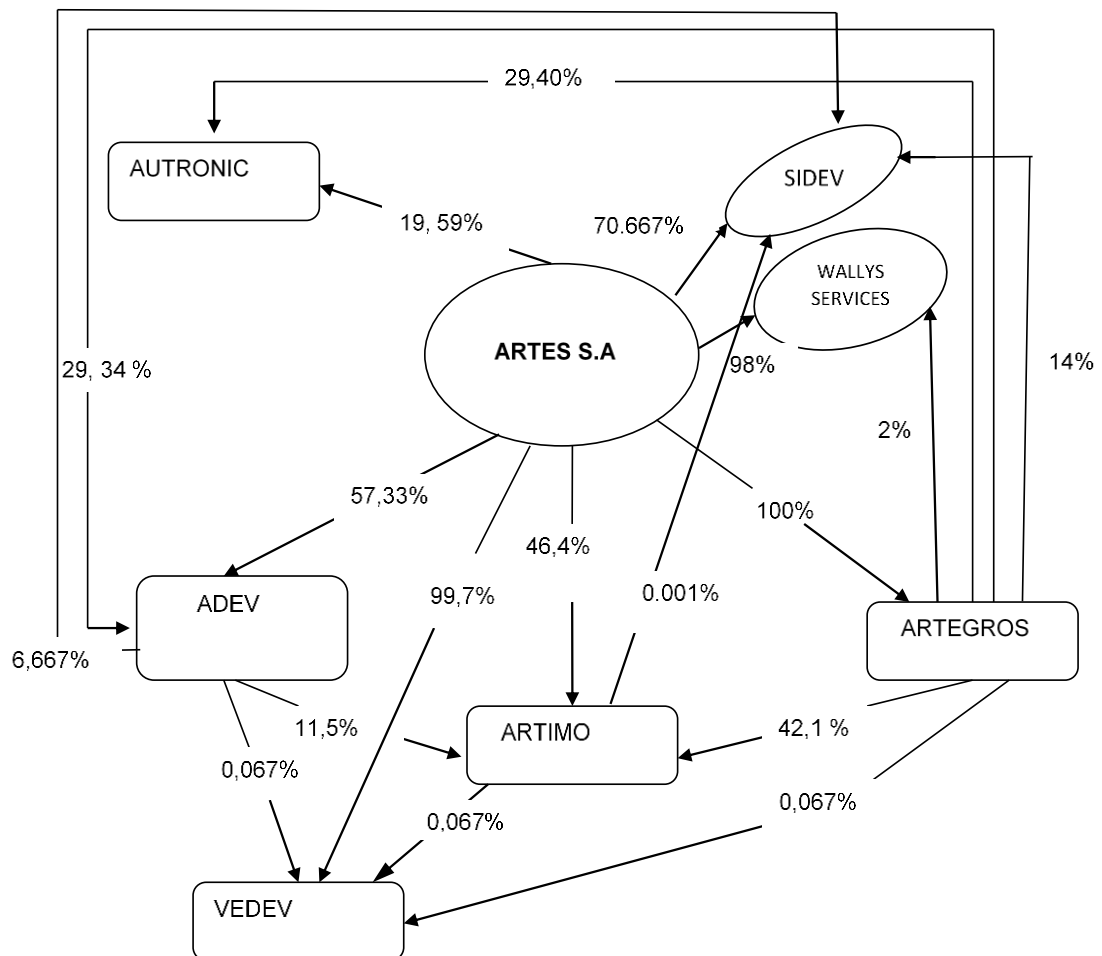 29,40%
AUTRONIC
SIDEV
19, 59%
70.667%
WALLYS
SERVICES
ARTES S.A
29, 34 %
98%
14%
2%
57,33%
100%
46,4%
ADEV
99,7%
0.001%
ARTEGROS
6,667%
11,5%
ARTIMO
42,1 %
0,067%
0,067%
0,067%
VEDEV